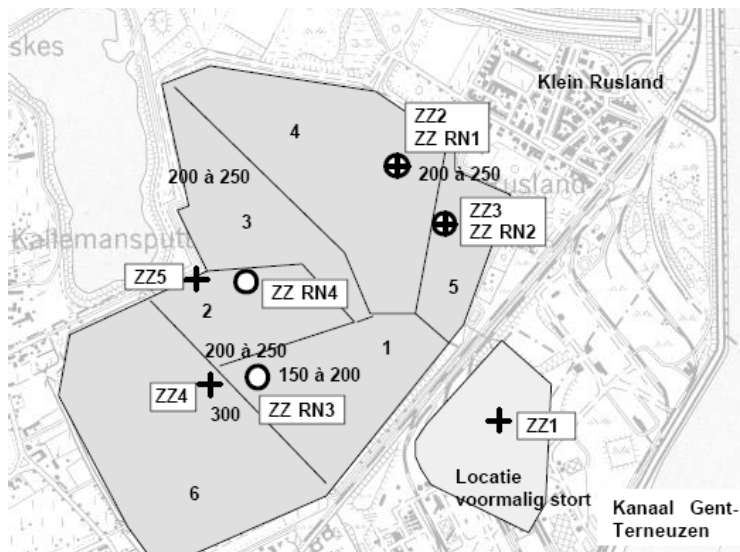 skes
Klein Rusland
4
ZZ2
ZZ RN1
200 à 250
200 à 250
Rusland
3
ZZ3
ZZ RN2
Kallemansputt
ZZ5
ZZ RN4
5
2
1
200 à 250
150 à 200
ZZ4
300
ZZ RN3
ZZ1
Locatie
voormalig stort
6
Kanaal Gent-
Terneuzen